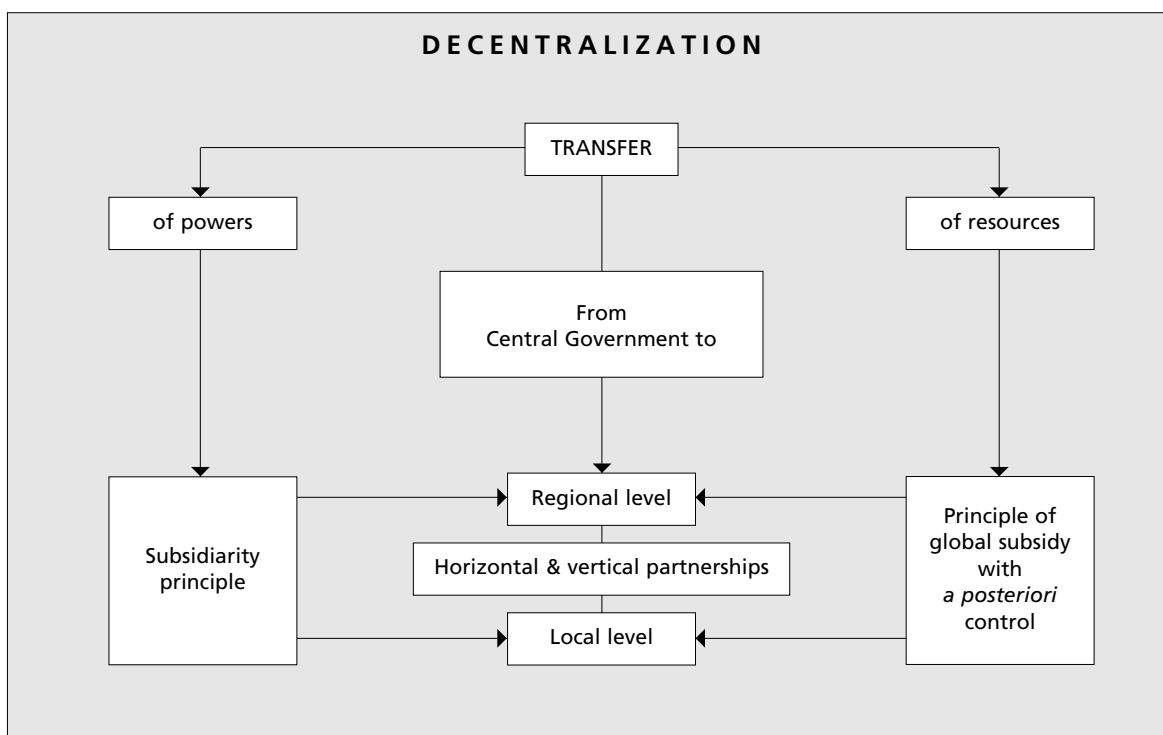 DECENTRALIZATION
TRANSFER
of powers
of resources
From
Central Government to
Regional level
Subsidiarity
principle
Horizontal & vertical partnerships
Principle of
global subsidy
with
a posteriori
control
Local level